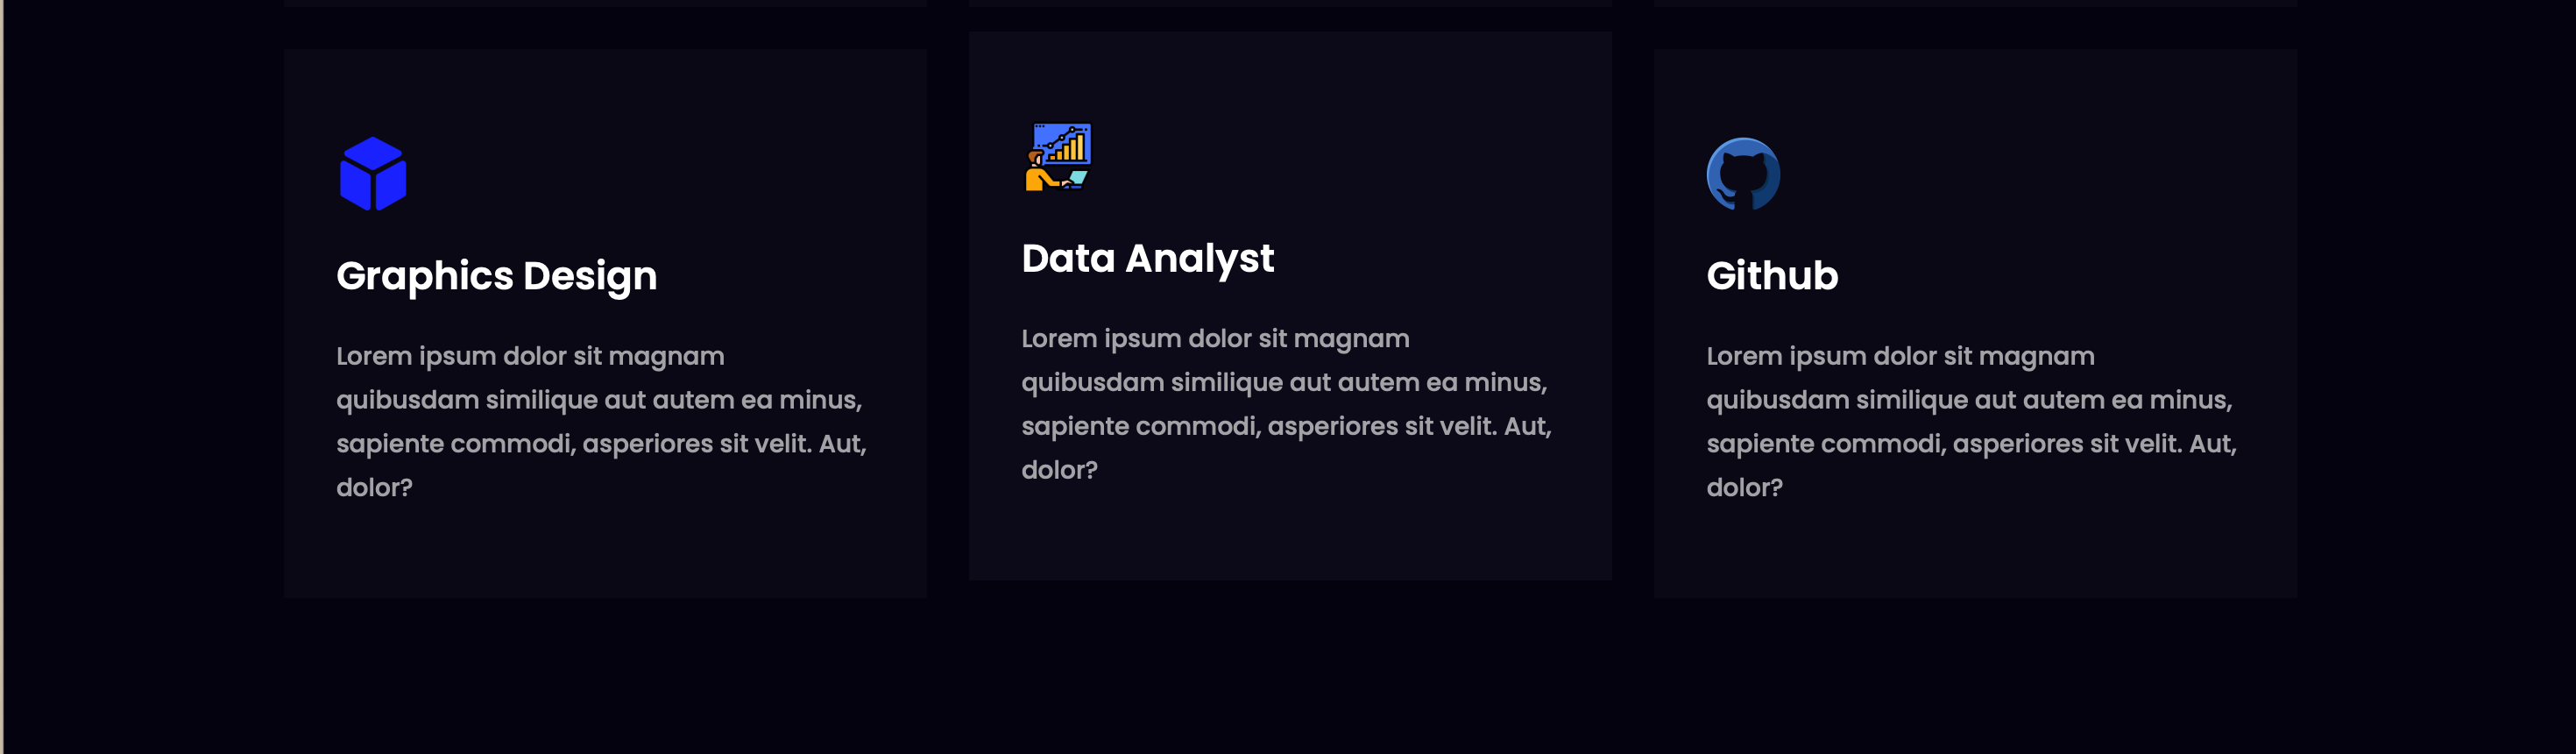 Graphics Design
Lorem ipsum dolor sit magnam
quibusdam similique aut autem ea minus,
sapiente commodi, asperiores sit velit. Aut,
dolor?
Data Analyst
Lorem ipsum dolor sit magnam
quibusdam similique aut autem ea minus,
sapiente commodi, asperiores sit velit. Aut,
dolor?
Github
Lorem ipsum dolor sit magnam
quibusdam similique aut autem ea minus,
sapiente commodi, asperiores sit velit. Aut,
dolor?